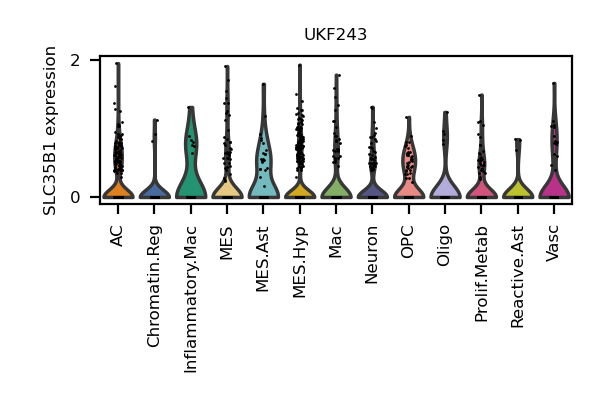 UKF243
SLC35B1 expression
2
0
AC
Chromatin.Reg
Inflammatory.Mac
MES
MES.Ast
MES.Hyp
Mac
Neuron
OPC
Oligo
Prolif.Metab
Reactive.Ast
Vasc